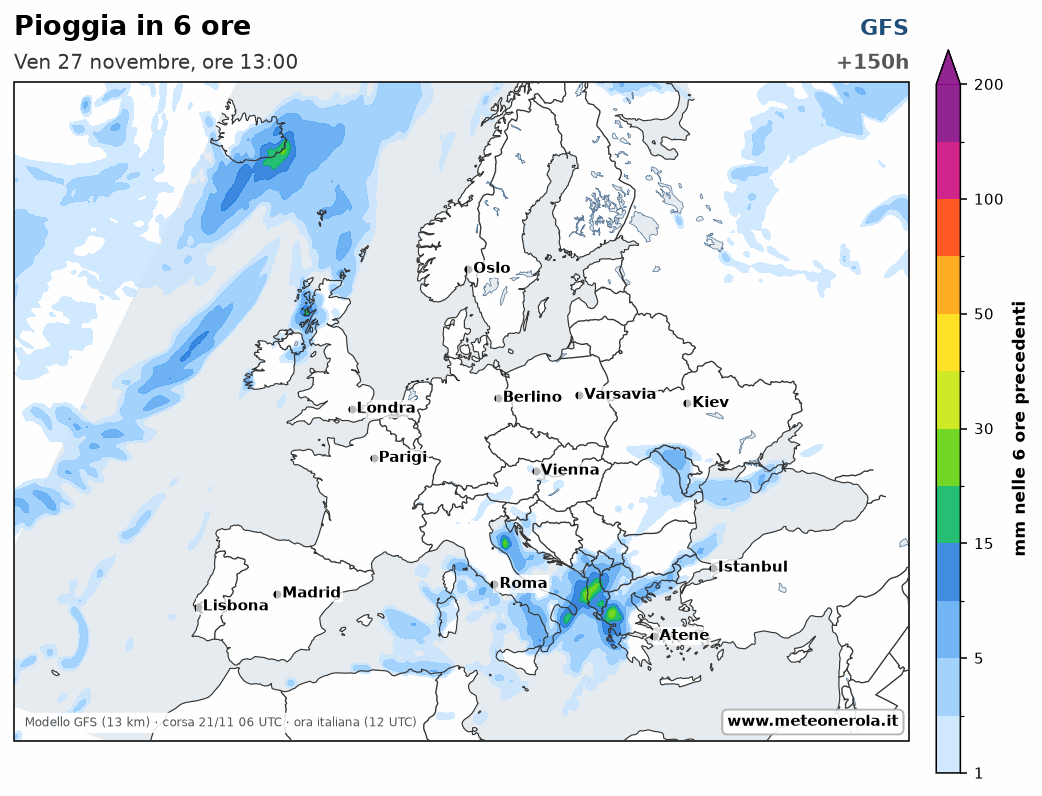 Pioggia in 6 ore
GFS
Ven 27 novembre, ore 13:00
+150h
200
100
50
30
15
5
1
mm nelle 6 ore precedenti
Oslo
Berlino
Varsavia
Kiev
Londra
Parigi
Vienna
Istanbul
Roma
Madrid
Lisbona
Atene
Modello GFS (13 km) · corsa 21/11 06 UTC · ora italiana (12 UTC)
www.meteonerola.it